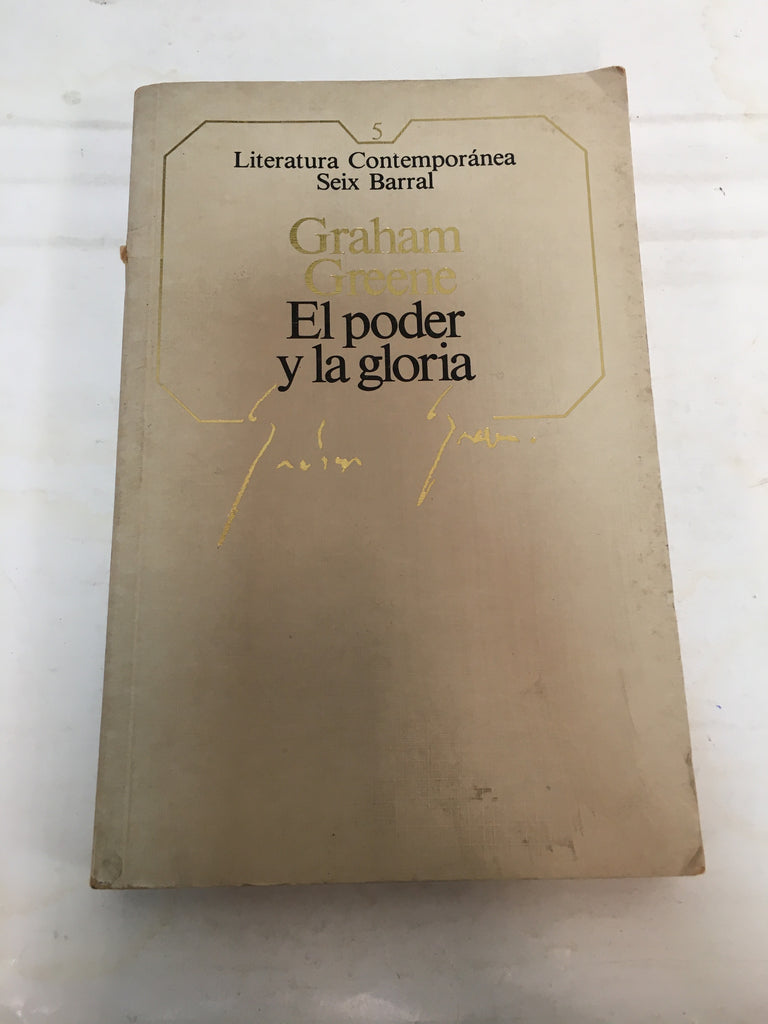 5
Literatura Contemporánea
Seix Barral
Graham
Greene
El poder
y la gloria